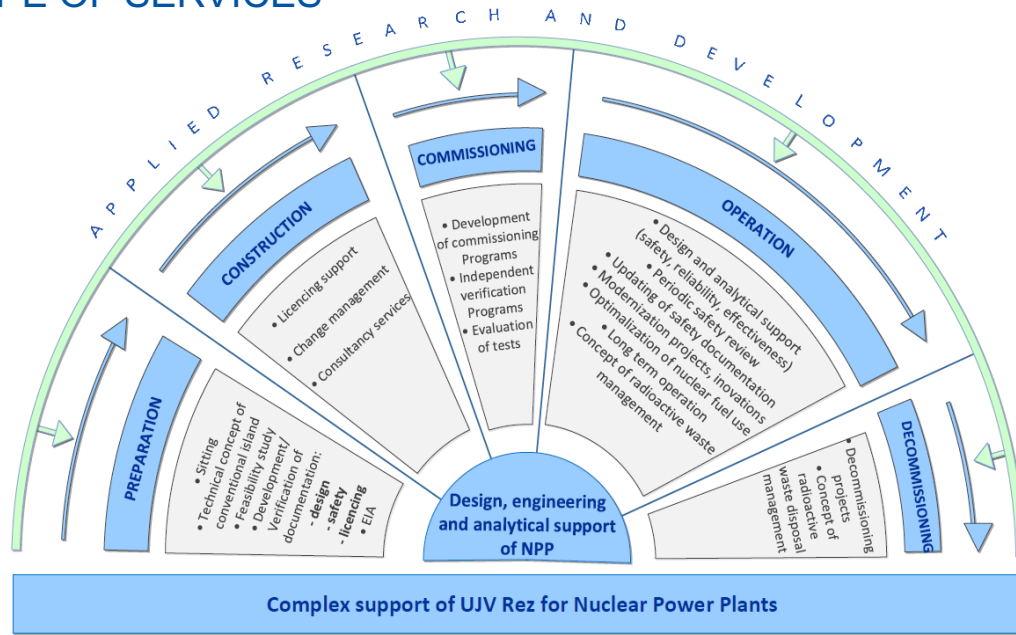 PE OF SERVICES
APPLIED RESEARCH AND DEVELOPMENT
PREPARATION
• Sitting
• Technical concept of
conventional island
• Feasibility study
• Development/
Verification of
documentation:
- design
- safety
- licencing
• EIA
CONSTRUCTION
• Licencing support
• Change management
• Consultancy services
COMMISSIONING
• Development
of commissioning
Programs
• Independent
verification
Programs
• Evaluation
of tests
OPERATION
• Design and analytical support
(safety, reliability, effectiveness)
• Periodic safety review
• Updating of safety documentation
• Modernization projects, inovations
• Optimalization of nuclear fuel use
• Long term operation
• Concept of radioactive waste
management
DECOMMISSIONING
• Decommissioning
projects
• Concept of
radioactive
waste disposal
management
Design, engineering
and analytical support
of NPP
Complex support of UJV Rez for Nuclear Power Plants